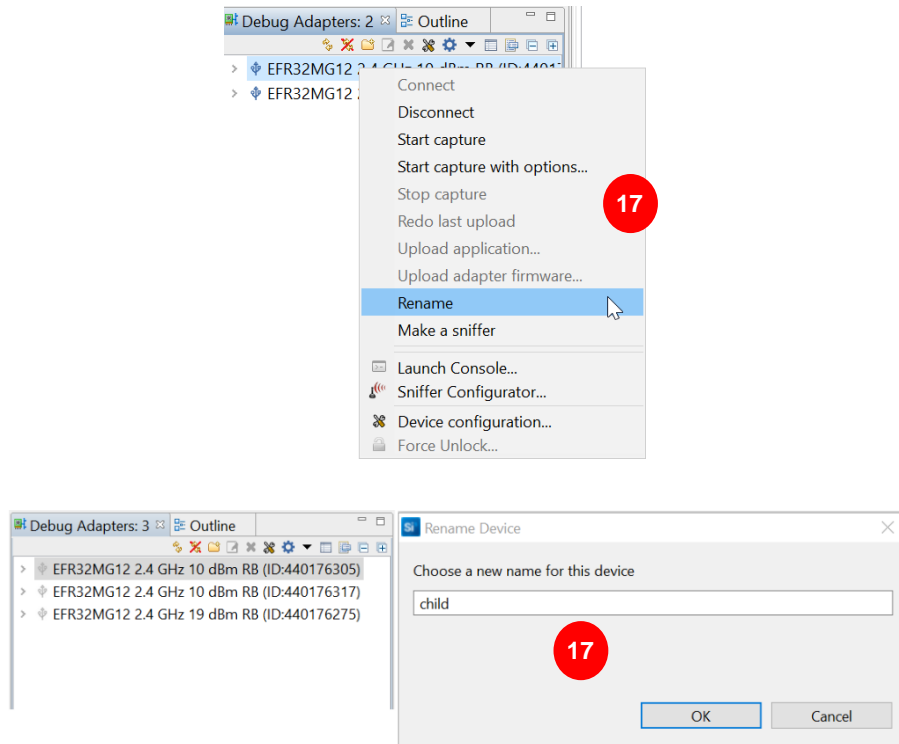 Debug Adapters: 2
Outline
EFR32MG12 2.4 GHz 10 dBm RB (ID:4401
EFR32MG12
Connect
Disconnect
Start capture
Start capture with options...
Stop capture
17
Redo last upload
Upload application...
Upload adapter firmware...
Rename
Make a sniffer
Launch Console...
Sniffer Configurator...
Device configuration...
Force Unlock...
Debug Adapters: 3
Outline
EFR32MG12 2.4 GHz 10 dBm RB (ID:440176305)
EFR32MG12 2.4 GHz 10 dBm RB (ID:440176317)
EFR32MG12 2.4 GHz 19 dBm RB (ID:440176275)
Si Rename Device
Choose a new name for this device
child
17
OK
Cancel